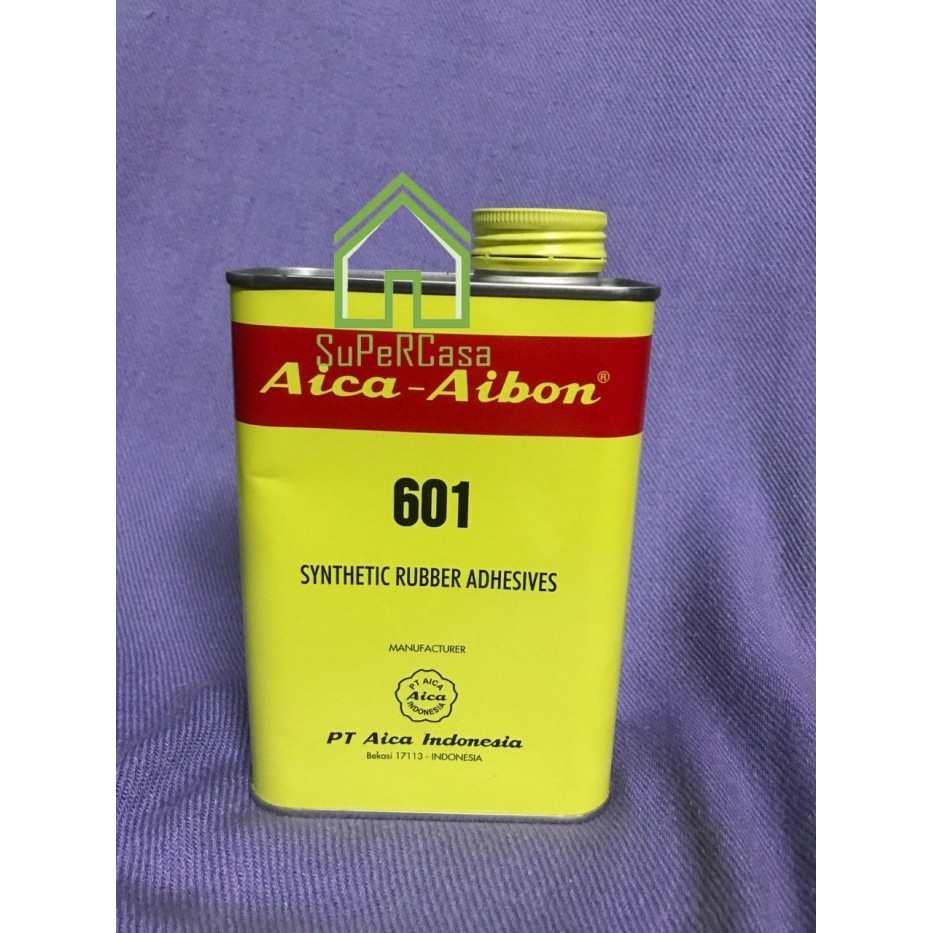 SuPeRCasa
Aica-Aibon®
601
SYNTHETIC RUBBER ADHESIVES
MANUFACTURER
PT AICA
Aica
INDONESIA
PT Aica Indonesia
Bekasi 17113 - INDONESIA